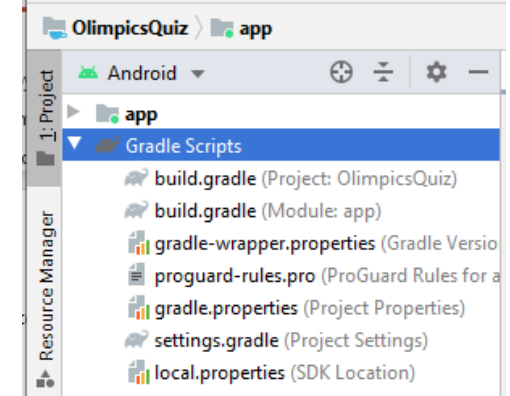 OlimpicsQuiz app
1: Project
Android
app
Gradle Scripts
build.gradle (Project: OlimpicsQuiz)
build.gradle (Module: app)
gradle-wrapper.properties (Gradle Versio
proguard-rules.pro (ProGuard Rules for a
gradle.properties (Project Properties)
settings.gradle (Project Settings)
local.properties (SDK Location)
Resource Manager